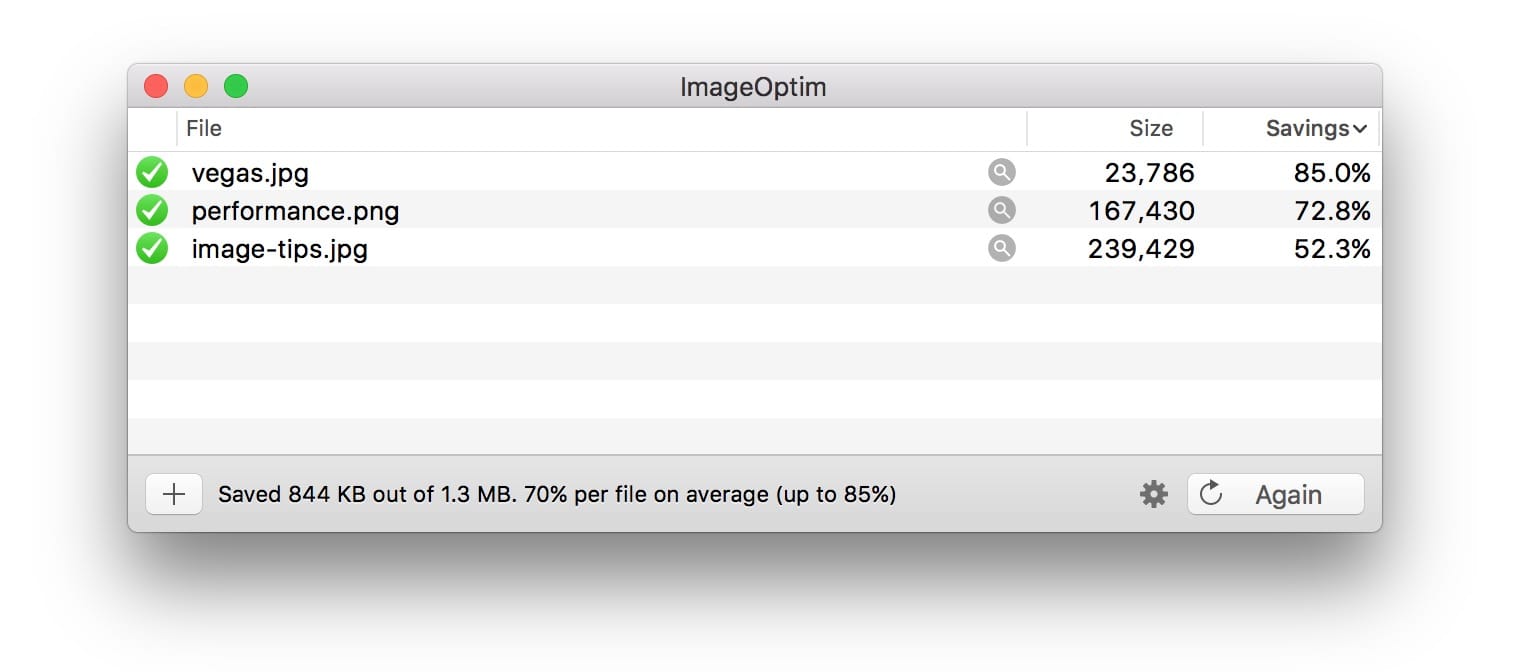 ImageOptim
File Size Savings
vegas.jpg 23,786 85.0%
performance.png 167,430 72.8%
image-tips.jpg 239,429 52.3%
Saved 844 KB out of 1.3 MB. 70% per file on average (up to 85%) Again